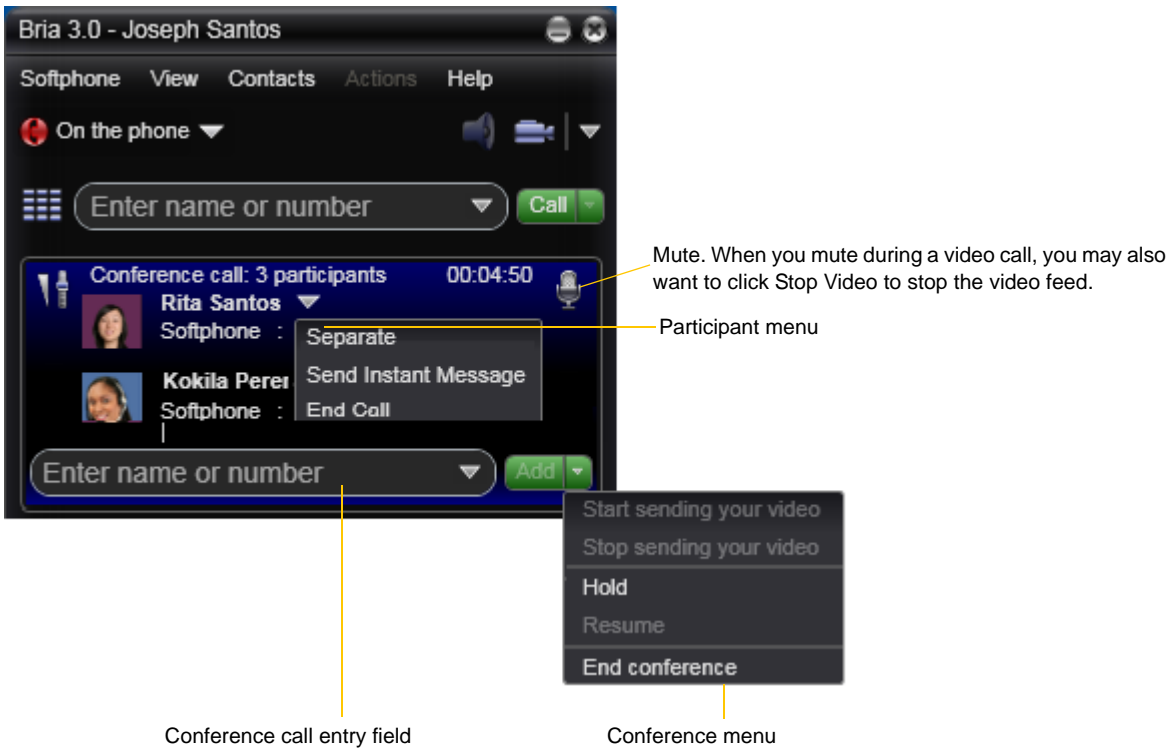 Bria 3.0 - Joseph Santos
Softphone View Contacts Actions Help
On the phone
Enter name or number Call
Conference call: 3 participants 00:04:50
Rita Santos
Softphone :
Separate
Send Instant Message
End Call
Kokila Perer
Softphone :
Enter name or number Add
Start sending your video
Stop sending your video
Hold
Resume
End conference
Mute. When you mute during a video call, you may also
want to click Stop Video to stop the video feed.
Participant menu
Conference call entry field
Conference menu